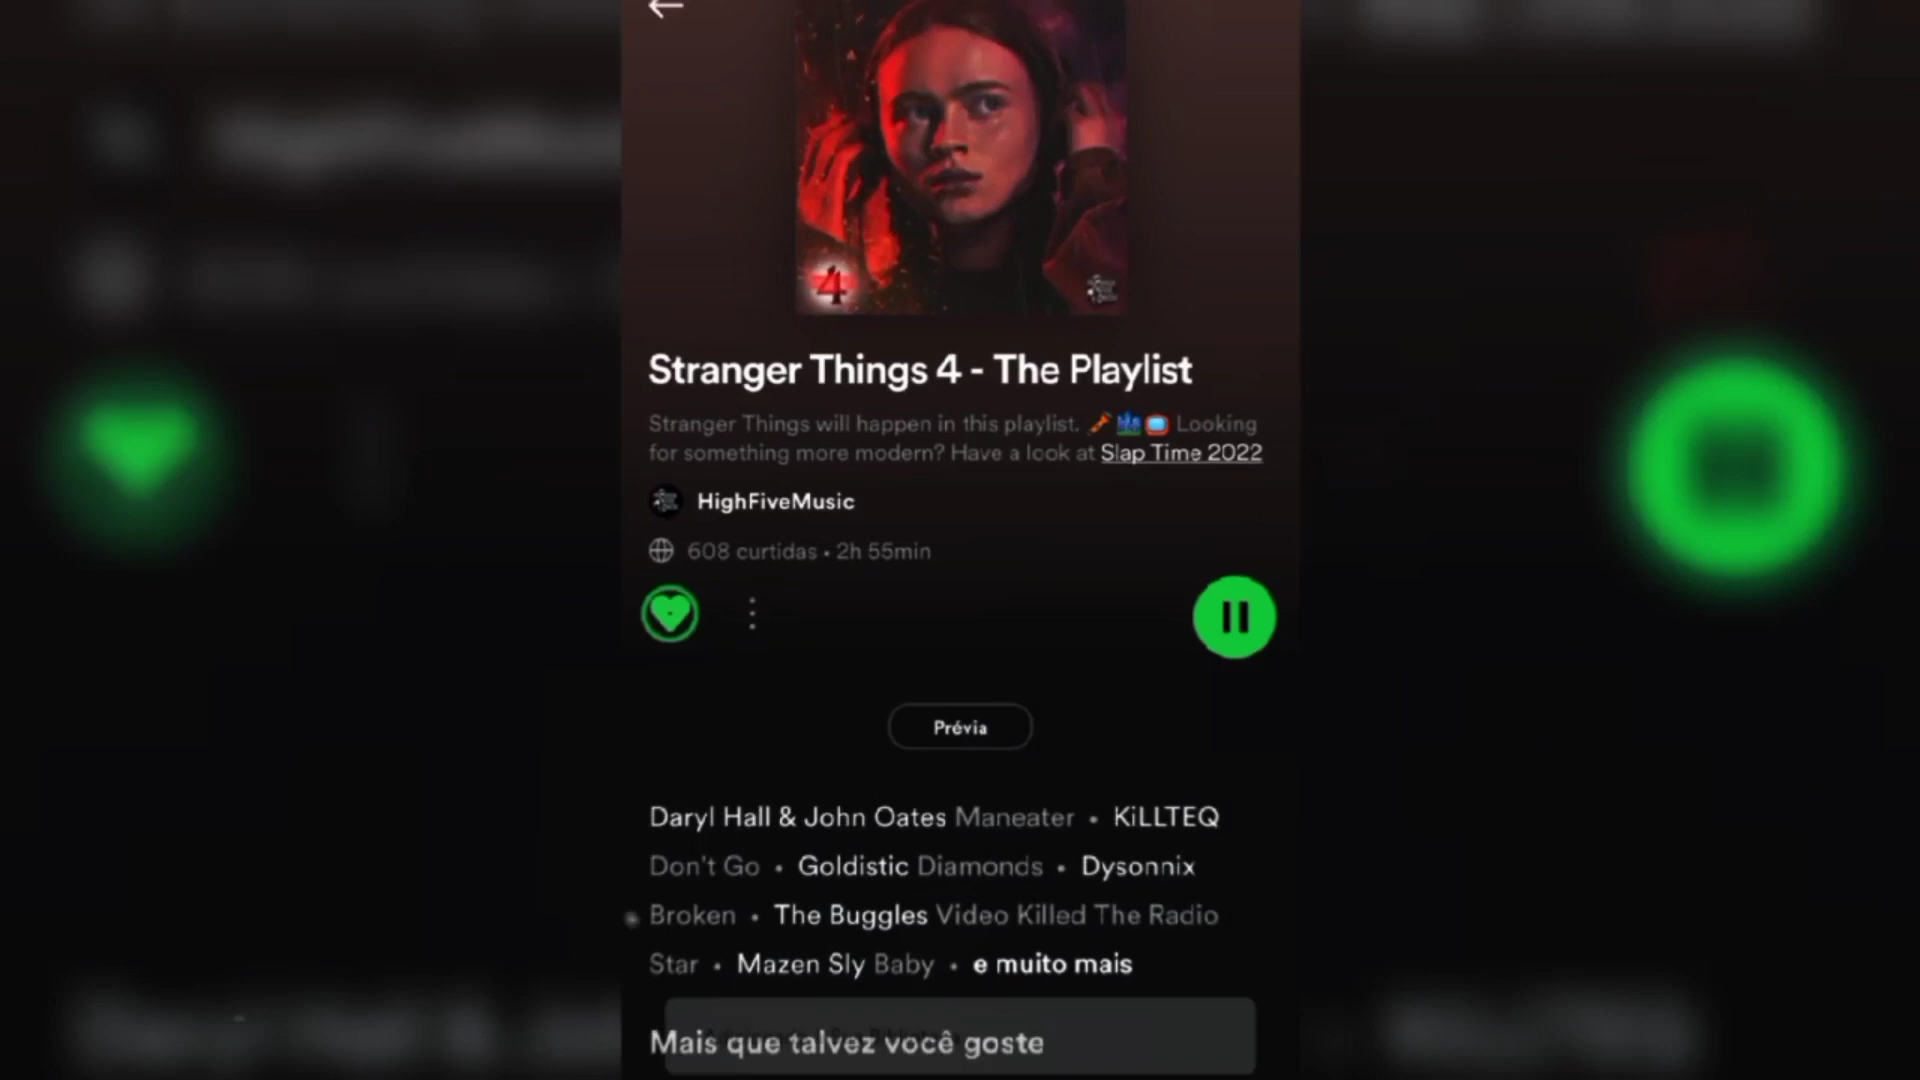 4
Stranger Things 4 - The Playlist
Stranger Things will happen in this playlist. Looking
for something more modern? Have a look at Slap Time 2022
HighFiveMusic
608 curtidas • 2h 55min
Prévia
Daryl Hall & John Oates Maneater • KiLLTEQ
Don't Go • Goldistic Diamonds • Dysonnix
Broken • The Buggles Video Killed The Radio
Star • Mazen Sly Baby • e muito mais
Mais que talvez você goste